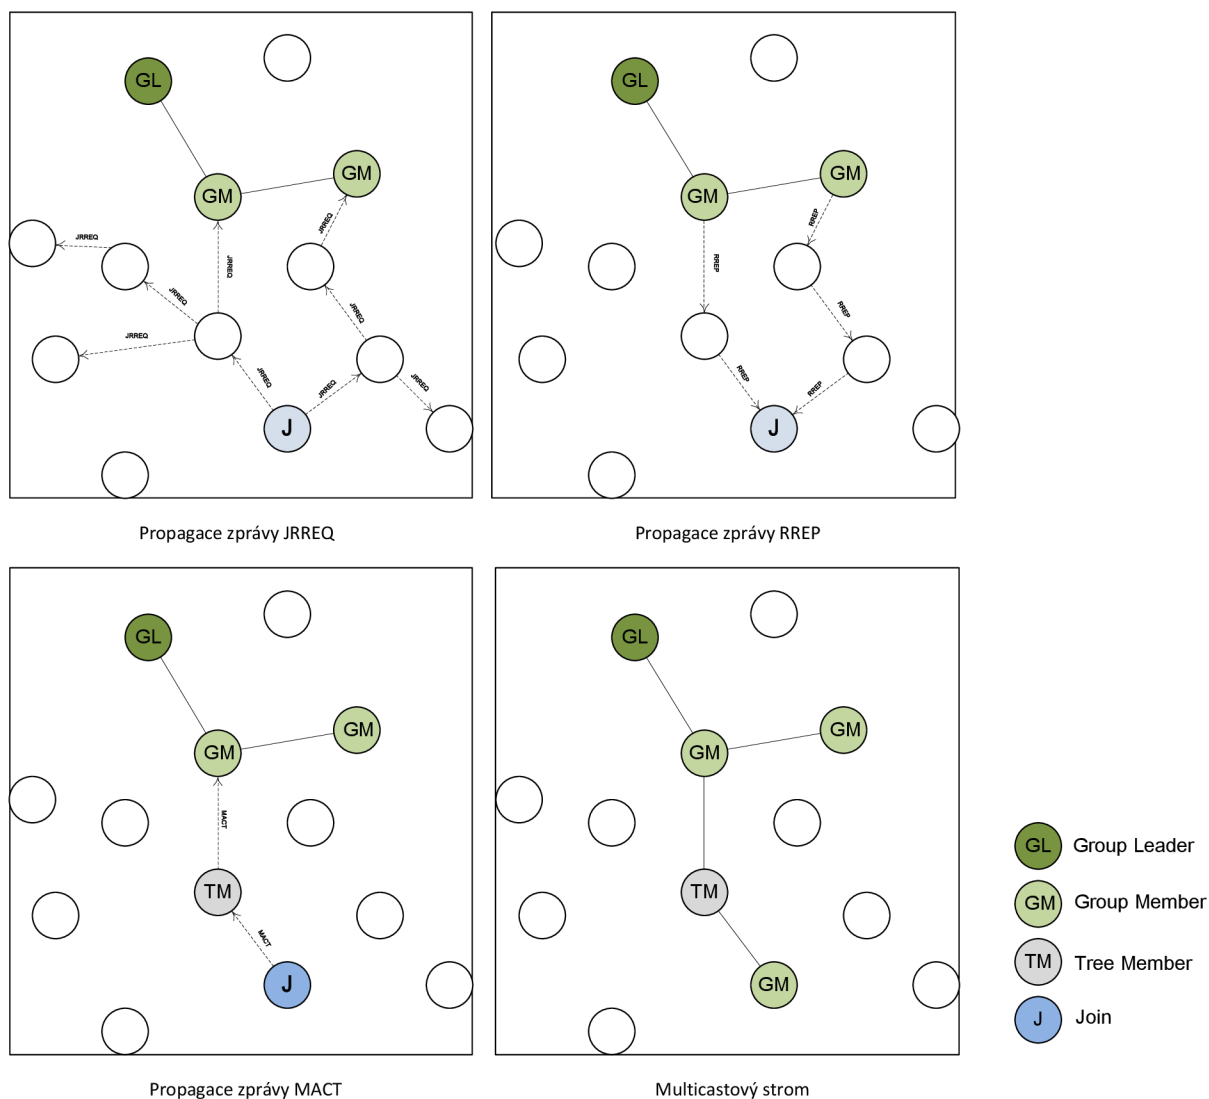 GL
GM
GM
JRREQ
JRREQ
JRREQ
JRREQ
JRREQ
JRREQ
JRREQ
JRREQ
JRREQ
J
Propagace zprávy JRREQ
GL
GM
GM
RREP
RREP
RREP
RREP
RREP
J
Propagace zprávy RREP
GL
GM
GM
MACT
TM
MACT
J
Propagace zprávy MACT
GL
GM
GM
TM
GM
Multicastový strom
GL Group Leader
GM Group Member
TM Tree Member
J Join